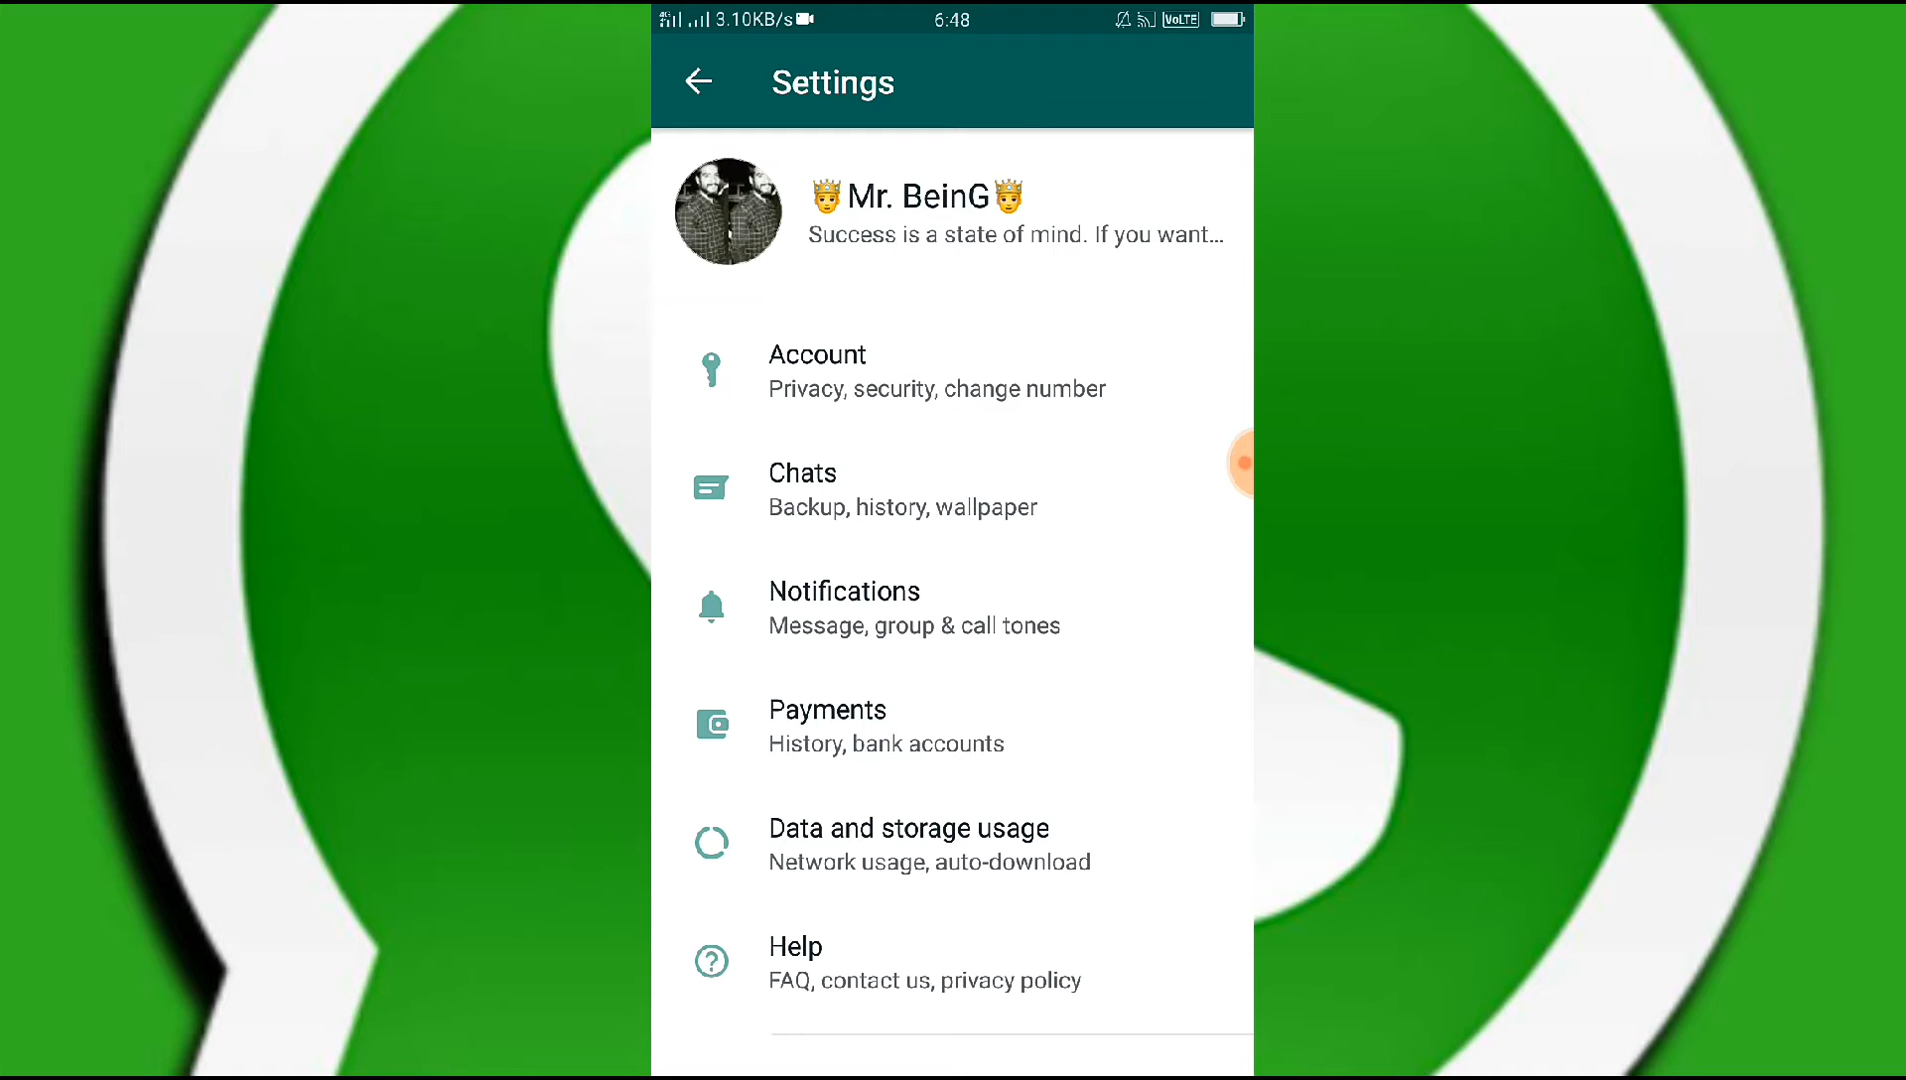 3.10KB/s 6:48 VoLTE
Settings
🤴Mr. BeinG🤴
Success is a state of mind. If you want...
Account
Privacy, security, change number
Chats
Backup, history, wallpaper
Notifications
Message, group & call tones
Payments
History, bank accounts
Data and storage usage
Network usage, auto-download
Help
FAQ, contact us, privacy policy